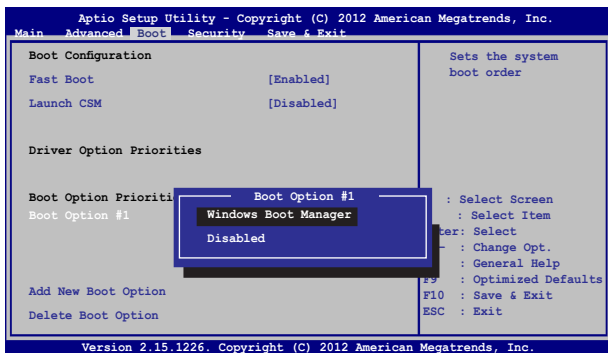 Aptio Setup Utility - Copyright (C) 2012 American Megatrends, Inc.
Main Advanced Boot Security Save & Exit
Boot Configuration
Fast Boot [Enabled]
Launch CSM [Disabled]
Driver Option Priorities
Boot Option
Boot Option #1
Boot Option #1
Windows Boot Manager
Disabled
Add New Boot Option
Delete Boot Option
Sets the system
boot order
: Select Screen
: Select Item
: Select
: Change Opt.
: General Help
F9 : Optimized Defaults
F10 : Save & Exit
ESC : Exit
Version 2.15.1226. Copyright (C) 2012 American Megatrends, Inc.